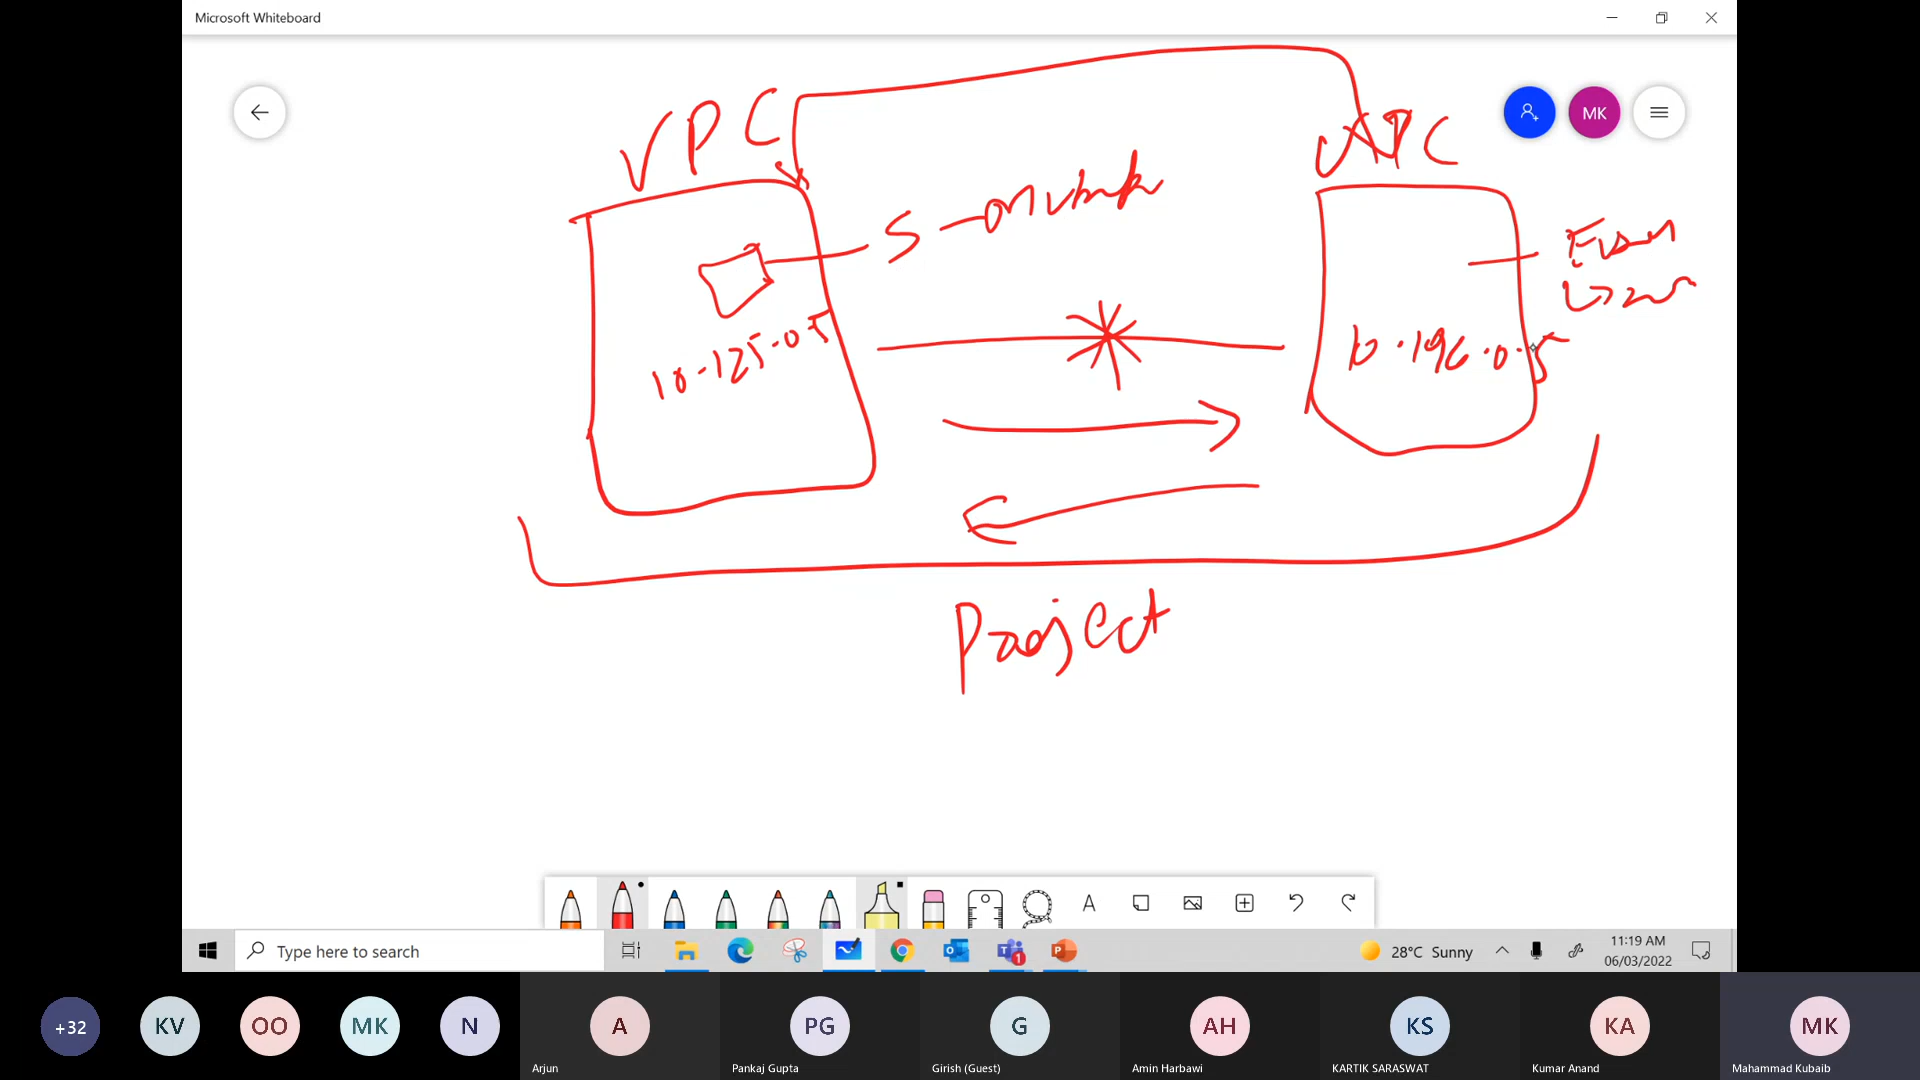 Microsoft Whiteboard
VPC
VPC
MK
S
10.125.0.5
10.196.0.5
Project
Type here to search
1
28°C Sunny
11:19 AM
06/03/2022
+32
KV
OO
MK
N
A
Arjun
PG
Pankaj Gupta
G
Girish (Guest)
AH
Amin Harbawi
KS
KARTIK SARASWAT
KA
Kumar Anand
MK
Mahammad Kubaib